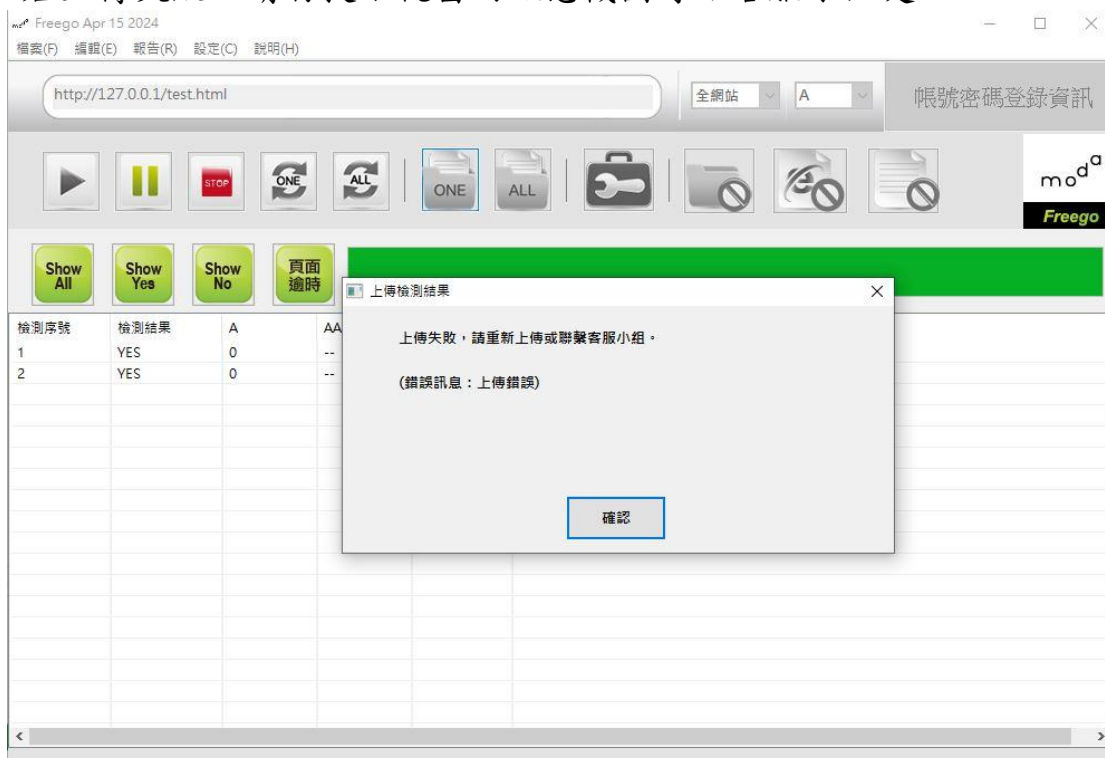 Freego Apr 15 2024
檔案(F) 編輯(E) 報告(R) 設定(C) 說明(H)
http://127.0.0.1/test.html 全網站 A 帳號密碼登錄資訊
STOP ONE ALL ONE ALL moda
Freego
Show All Show Yes Show No 頁面逾時
上傳檢測結果
檢測序號 檢測結果 A AA
上傳失敗，請重新上傳或聯繫客服小組。
1 YES 0 --
2 YES 0 --
(錯誤訊息：上傳錯誤)
確認